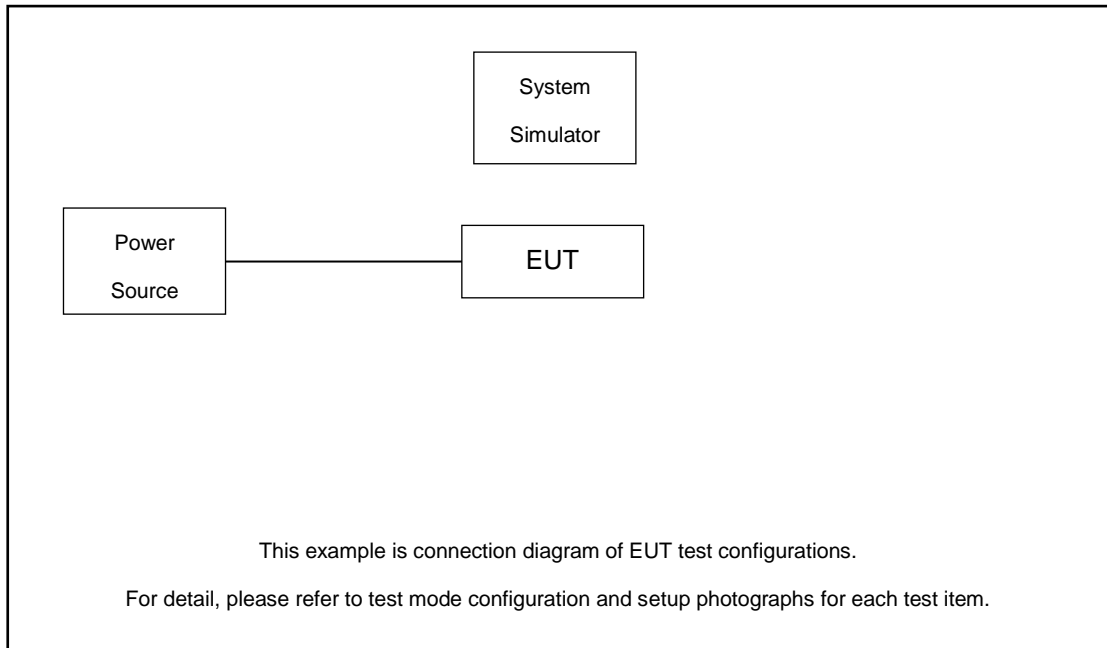 System
Simulator
Power
Source
EUT
This example is connection diagram of EUT test configurations.
For detail, please refer to test mode configuration and setup photographs for each test item.